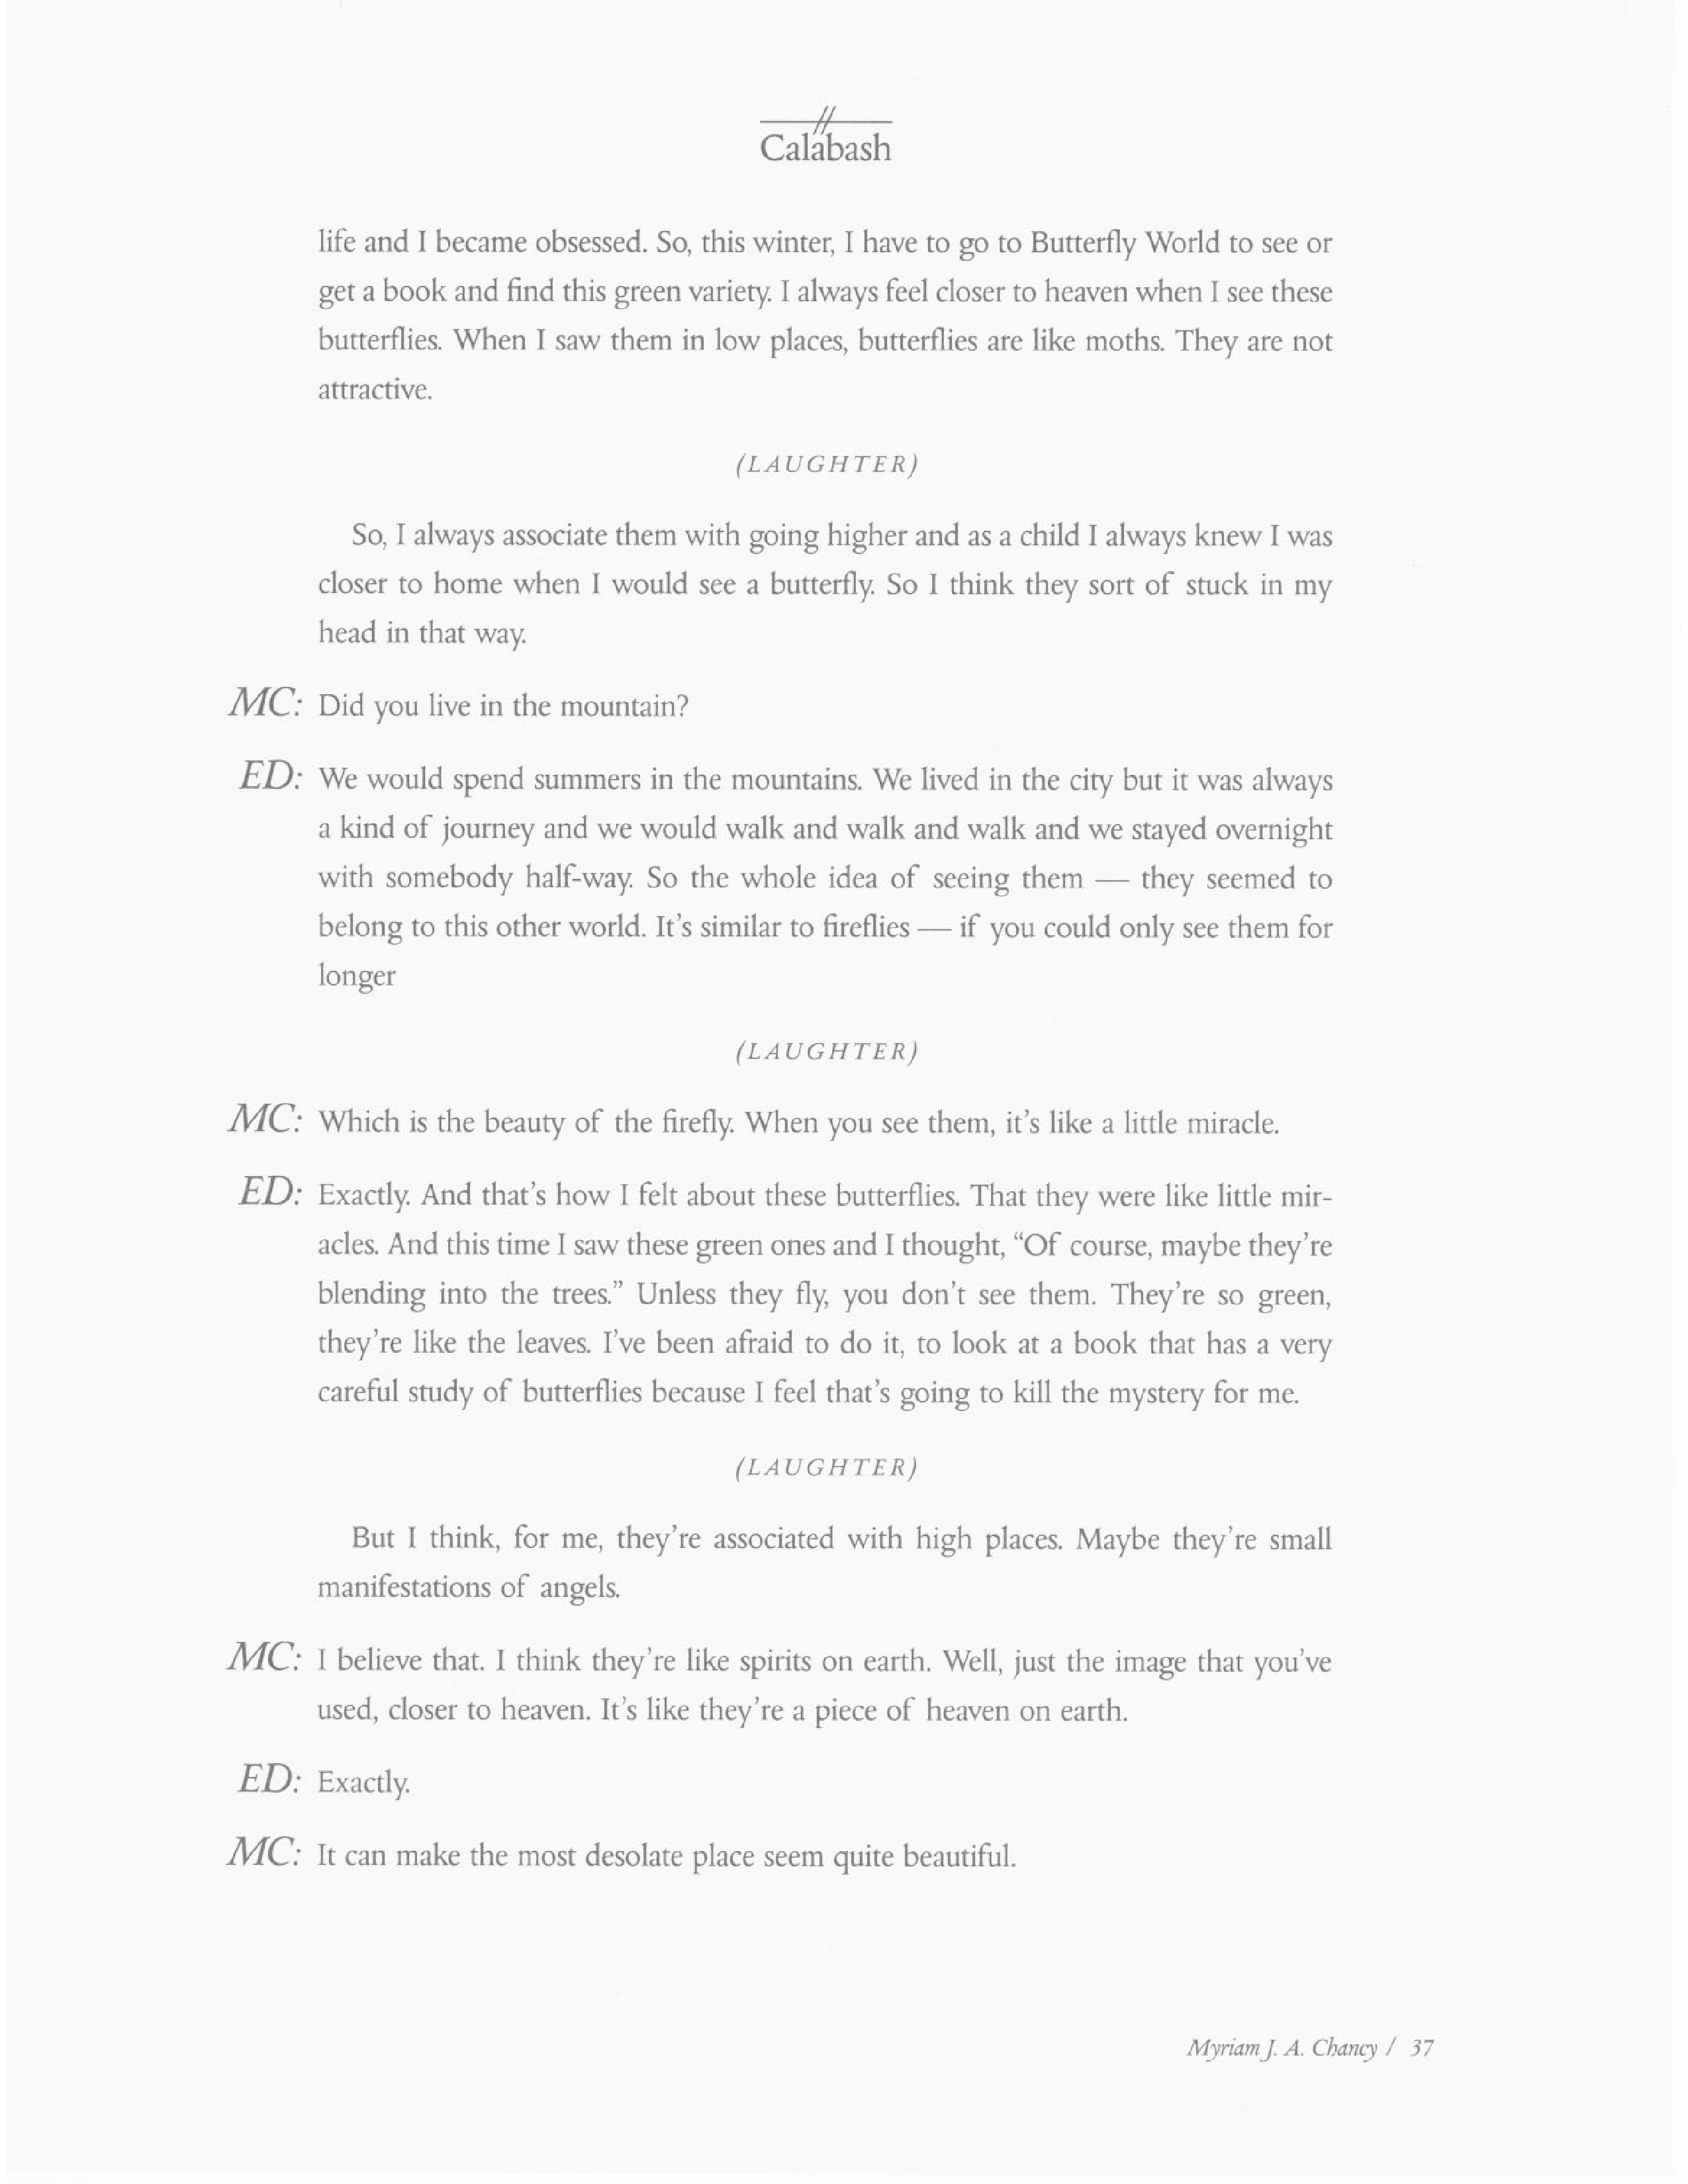 Calabash
life and I became obsessed. So, this winter, I have to go to Butterfly World to see or
get a book and find this green variety. I always feel closer to heaven when I see these
butterflies. When I saw them in low places, butterflies are like moths. They are not
attractive.
(LAUGHTER)
So, I always associate them with going higher and as a child I always knew I was
closer to home when I would see a butterfly. So I think they sort of stuck in my
head in that way.
MC: Did you live in the mountain?
ED: We would spend summers in the mountains. We lived in the city but it was always
a kind of journey and we would walk and walk and walk and we stayed overnight
with somebody half-way. So the whole idea of seeing them — they seemed to
belong to this other world. It's similar to fireflies — if you could only see them for
longer
(LAUGHTER)
MC: Which is the beauty of the firefly. When you see them, it's like a little miracle.
ED: Exactly. And that's how I felt about these butterflies. That they were like little mir-
acles. And this time I saw these green ones and I thought, “Of course, maybe they're
blending into the trees.” Unless they fly, you don't see them. They're so green,
they're like the leaves. I've been afraid to do it, to look at a book that has a very
careful study of butterflies because I feel that's going to kill the mystery for me.
(LAUGHTER)
But I think, for me, they're associated with high places. Maybe they're small
manifestations of angels.
MC: I believe that. I think they're like spirits on earth. Well, just the image that you've
used, closer to heaven. It's like they're a piece of heaven on earth.
ED: Exactly.
MC: It can make the most desolate place seem quite beautiful.
Myriam J. A. Chancy / 37